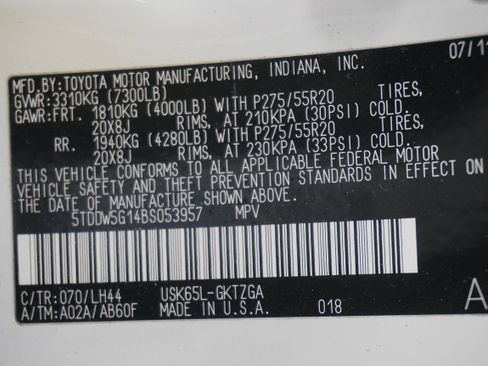 07/11
MFD.BY:TOYOTA MOTOR MANUFACTURING, INDIANA, INC.
GVWR:3310KG (7300LB)
GAWR:FRT. 1810KG (4000LB) WITH P275/55R20 TIRES,
20X8J RIMS, AT 210KPA (30PSI) COLD.
RR. 1940KG (4280LB) WITH P275/55R20 TIRES,
20X8J RIMS, AT 230KPA (33PSI) COLD.
THIS VEHICLE CONFORMS TO ALL APPLICABLE FEDERAL MOTOR
VEHICLE SAFETY AND THEFT PREVENTION STANDARDS IN EFFECT ON
THE DATE OF MANUFACTURE SHOWN ABOVE.
5TDDW5G14BS053957 MPV
C/TR:070/LH44 USK65L-GKTZGA
A/TM:A02A/AB60F MADE IN U.S.A. 018 A